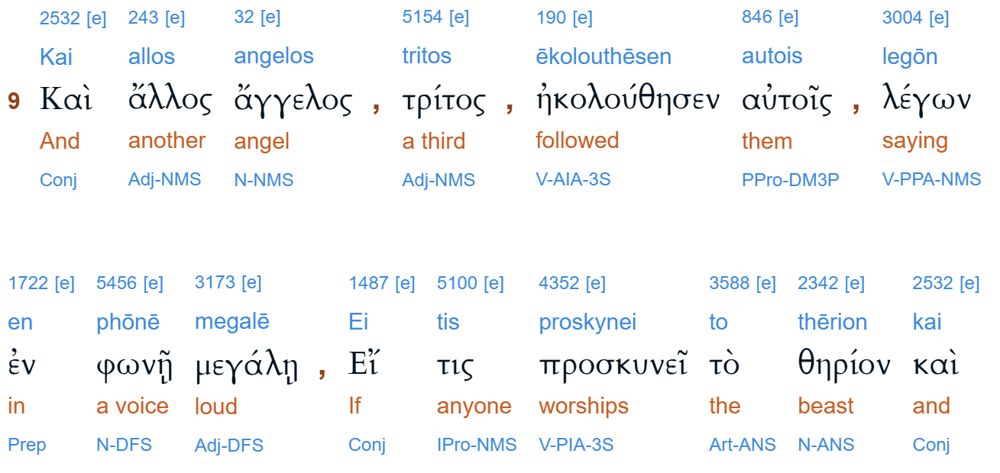 2532 [e] 243 [e] 32 [e] 5154 [e] 190 [e] 846 [e] 3004 [e]
Kai allos angelos tritos ēkolouthēsen autois legōn
9 Καὶ ἄλλος ἄγγελος , τρίτος , ἠκολούθησεν αὐτοῖς , λέγων
And another angel a third followed them saying
Conj Adj-NMS N-NMS Adj-NMS V-AIA-3S PPro-DM3P V-PPA-NMS
1722 [e] 5456 [e] 3173 [e] 1487 [e] 5100 [e] 4352 [e] 3588 [e] 2342 [e] 2532 [e]
en phōnē megalē Ei tis proskynei to thērion kai
ἐν φωνῇ μεγάλῃ , Εἴ τις προσκυνεῖ τὸ θηρίον καὶ
in a voice loud If anyone worships the beast and
Prep N-DFS Adj-DFS Conj IPro-NMS V-PIA-3S Art-ANS N-ANS Conj